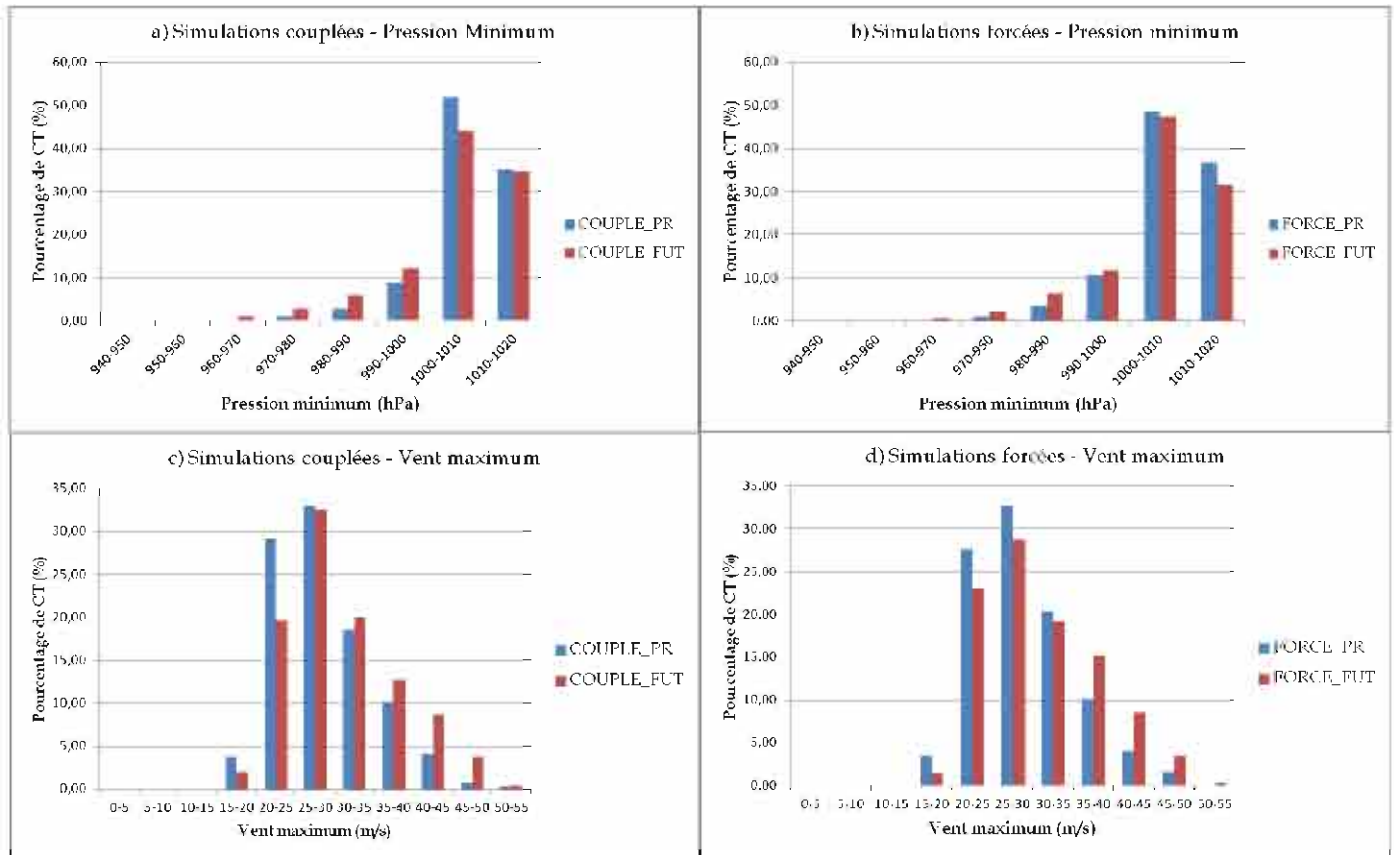 a) Simulations couplées - Pression Minimum
60,00
50,00
40,00
30,00
20,00
10,00
0,00
Pourcentage de CT (%)
940-950
950-960
960-970
970-980
980-990
990-1000
1000-1010
1010-1020
Pression minimum (hPa)
COUPLE_PR
COUPLE_FUT
b) Simulations forcées - Pression minimum
60,00
50,00
40,00
30,00
20,00
10,00
0,00
Pourcentage de CT (%)
940-950
950-960
960-970
970-980
980-990
990-1000
1000-1010
1010-1020
Pression minimum (hPa)
FORCE_PR
FORCE_FUT
c) Simulations couplées - Vent maximum
35,00
30,00
25,00
20,00
15,00
10,00
5,00
0,00
Pourcentage de CT (%)
0-5 5-10 10-15 15-20 20-25 25-30 30-35 35-40 40-45 45-50 50-55
Vent maximum (m/s)
COUPLE_PR
COUPLE_FUT
d) Simulations forcées - Vent maximum
35,00
30,00
25,00
20,00
15,00
10,00
5,00
0,00
Pourcentage de CT (%)
0-5 5-10 10-15 15-20 20-25 25-30 30-35 35-40 40-45 45-50 50-55
Vent maximum (m/s)
FORCE_PR
FORCE_FUT